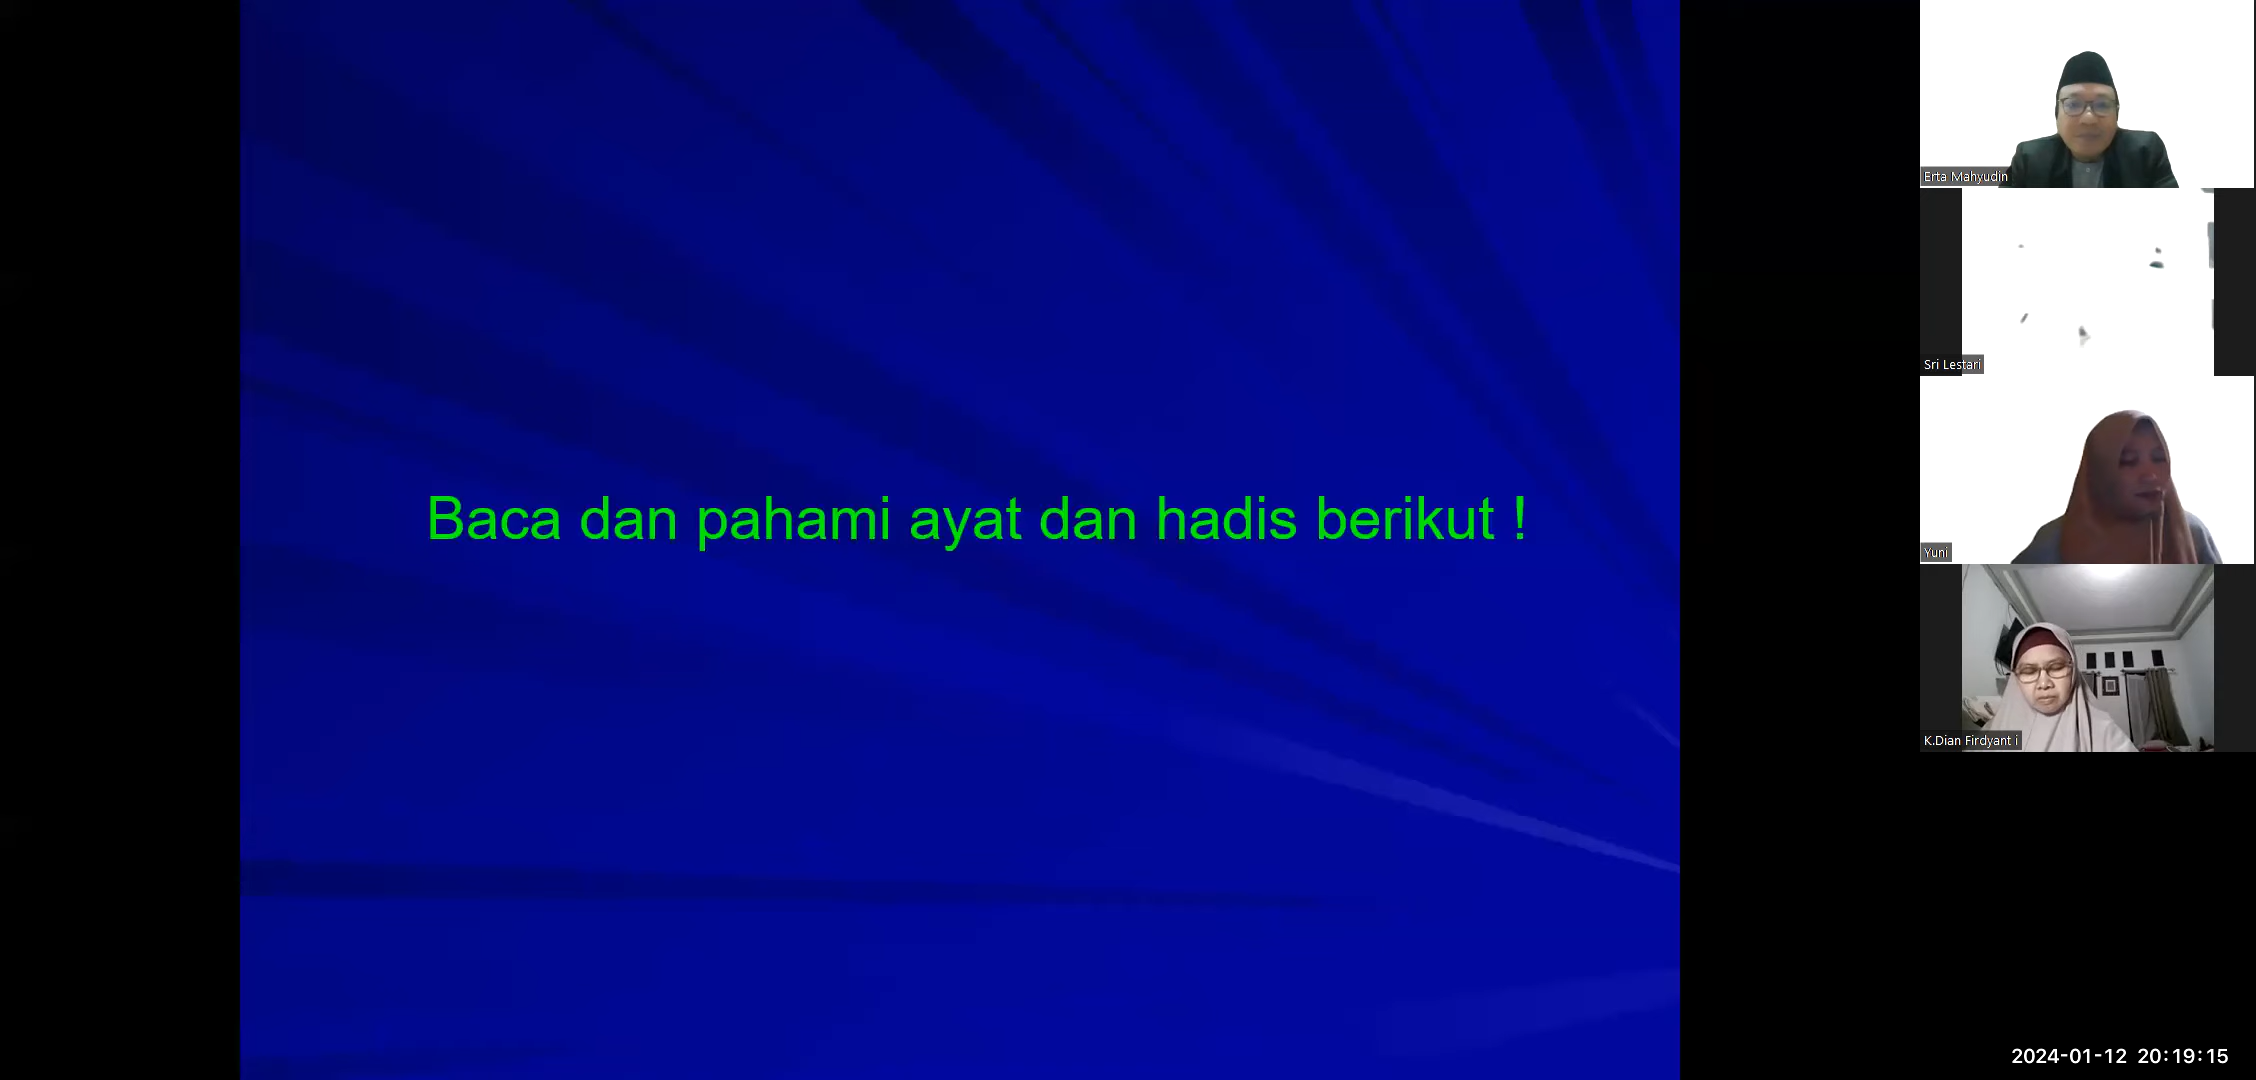 Baca dan pahami ayat dan hadis berikut !
Erta Mahyudin
Sri Lestari
Yuni
K.Dian Firdyant i
2024-01-12 20:19:15